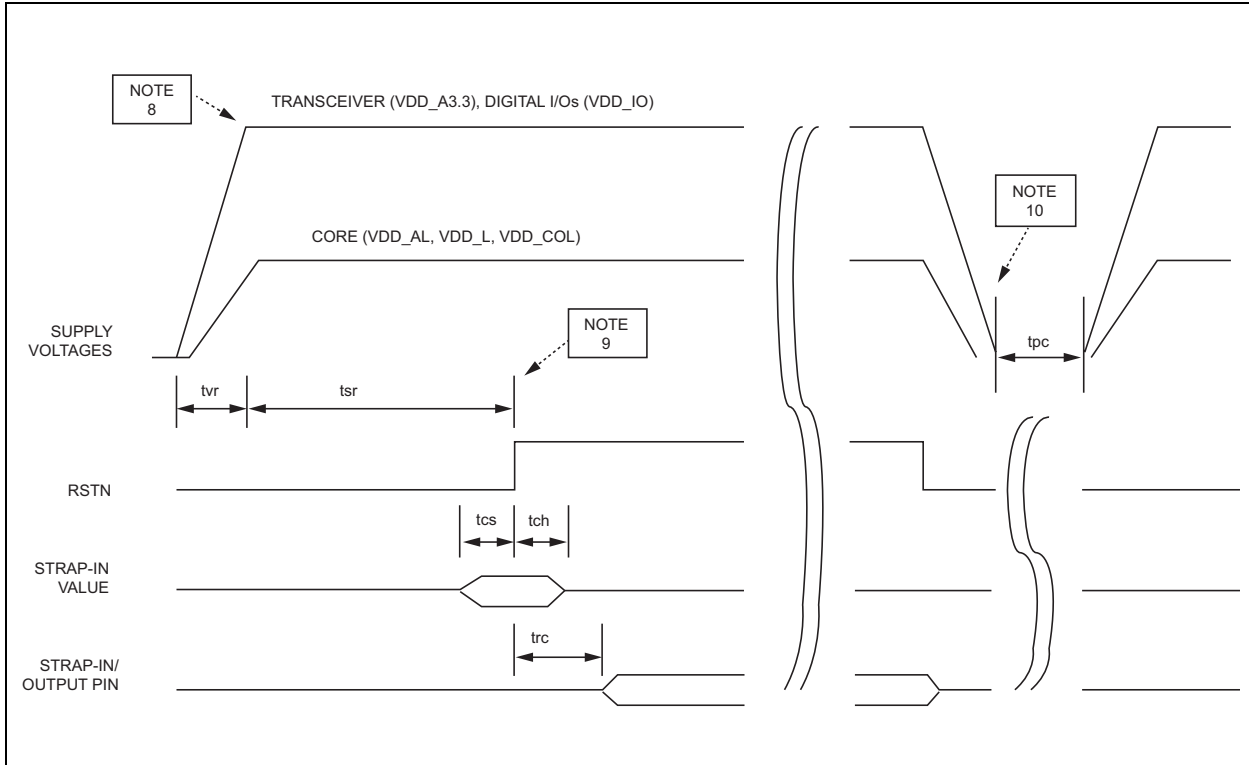 NOTE
8
TRANSCEIVER (VDD_A3.3), DIGITAL I/Os (VDD_IO)
NOTE
10
CORE (VDD_AL, VDD_L, VDD_COL)
NOTE
9
SUPPLY
VOLTAGES
tpc
tvr
tsr
RSTN
tcs
tch
STRAP-IN
VALUE
trc
STRAP-IN/
OUTPUT PIN